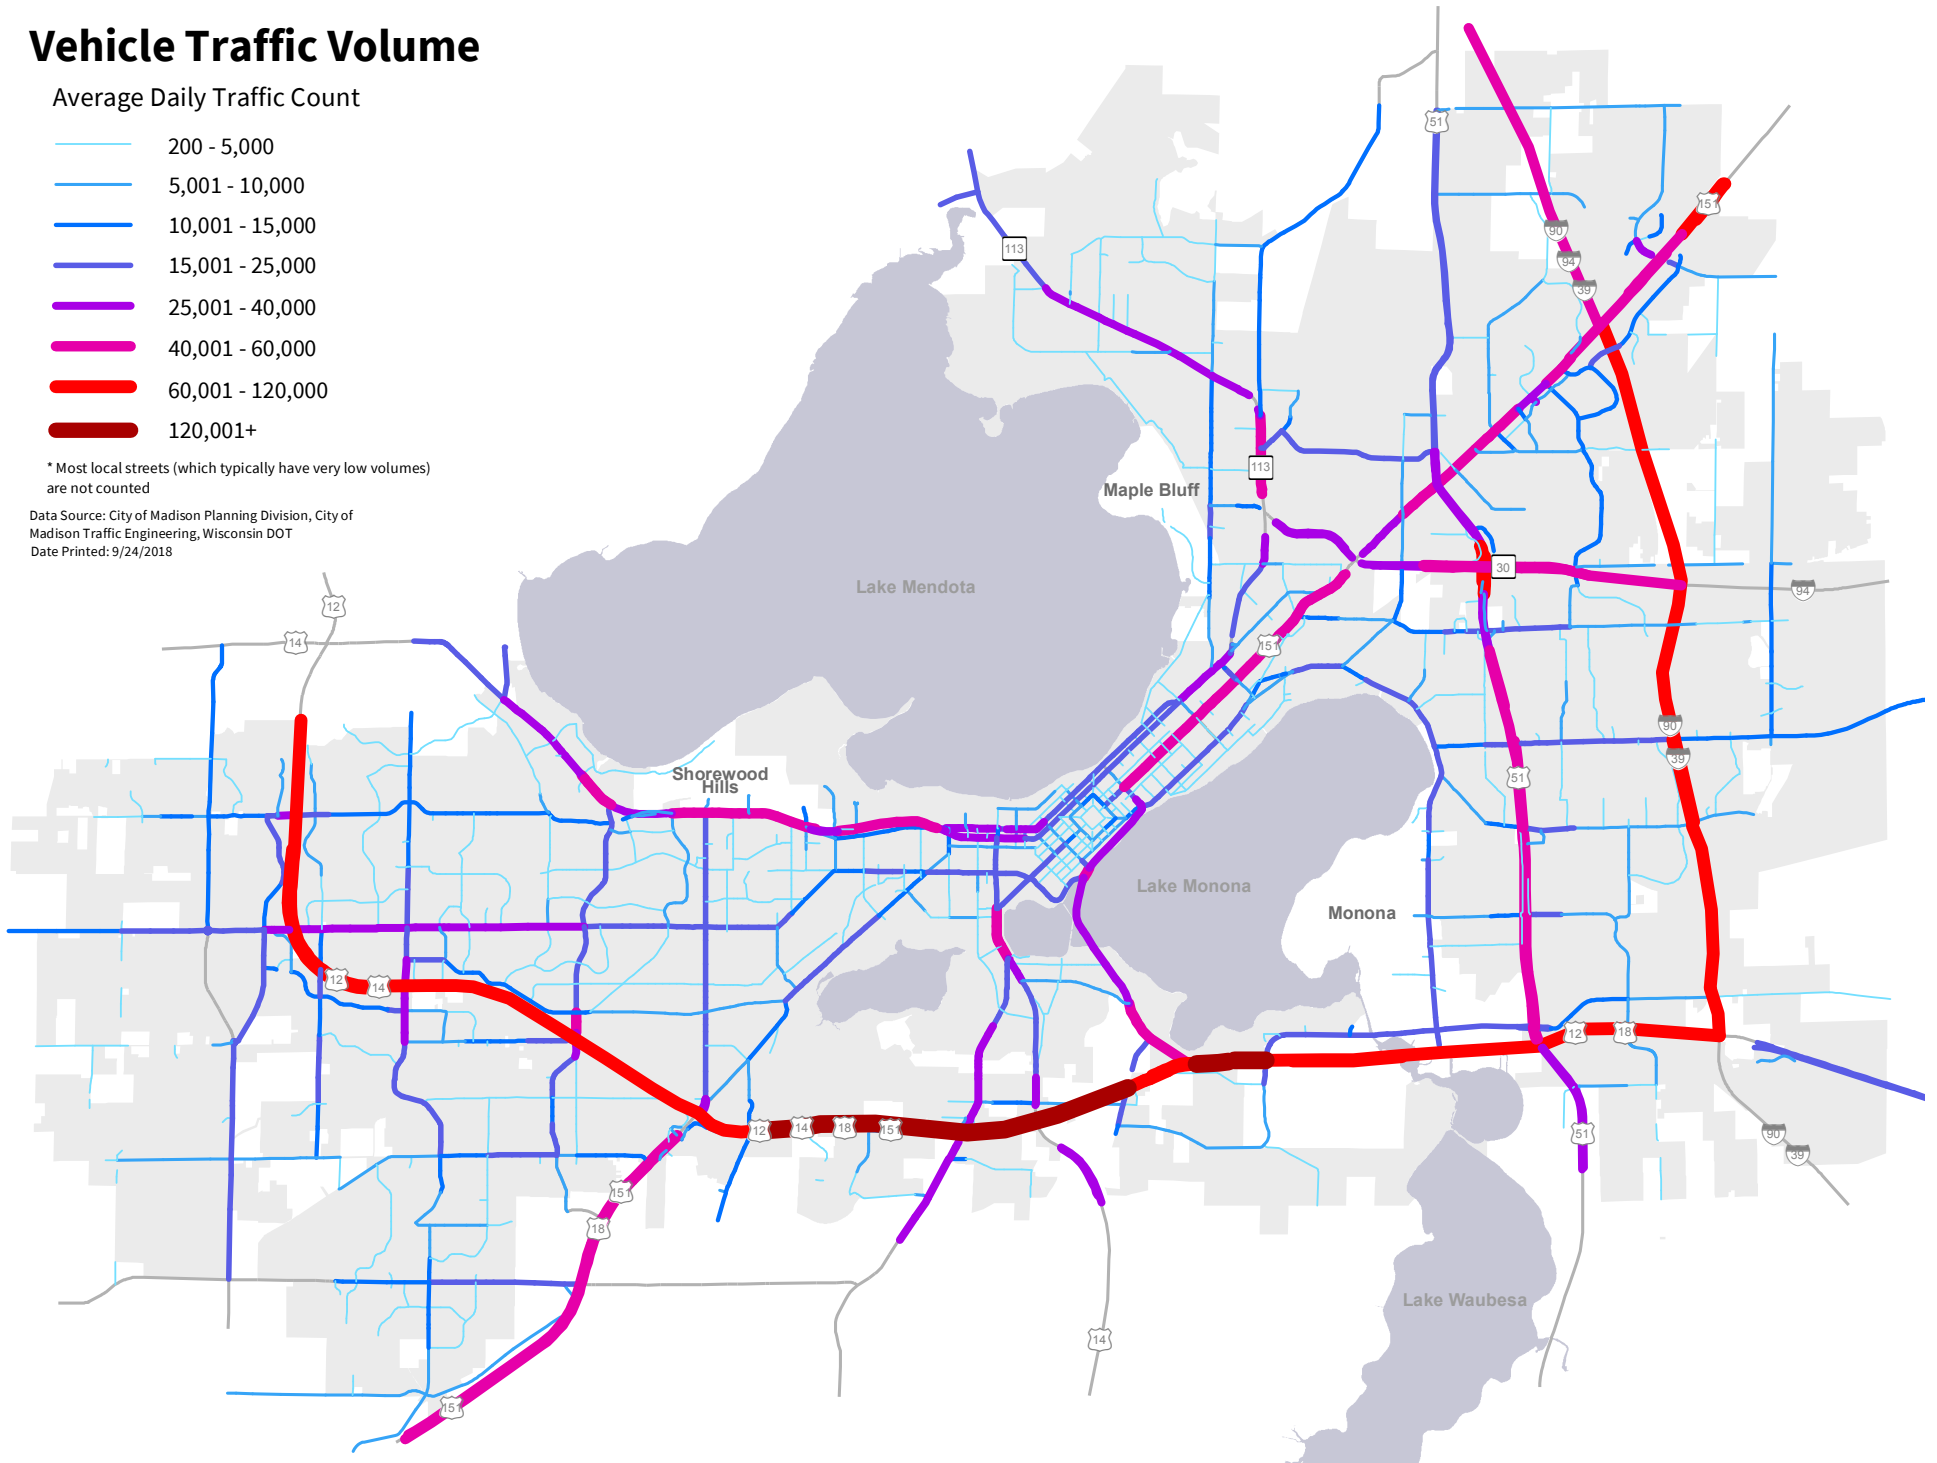 Vehicle Traffic Volume
Average Daily Traffic Count
200 - 5,000
5,001 - 10,000
10,001 - 15,000
15,001 - 25,000
25,001 - 40,000
40,001 - 60,000
60,001 - 120,000
120,001+
* Most local streets (which typically have very low volumes)
are not counted
Data Source: City of Madison Planning Division, City of
Madison Traffic Engineering, Wisconsin DOT
Date Printed: 9/24/2018
51
151
90
94
39
113
113
Maple Bluff
30
94
Lake Mendota
12
14
151
90
39
51
Shorewood
Hills
Lake Monona
Monona
12
14
12
18
12
14
18
151
51
90
39
151
18
Lake Waubesa
14
151